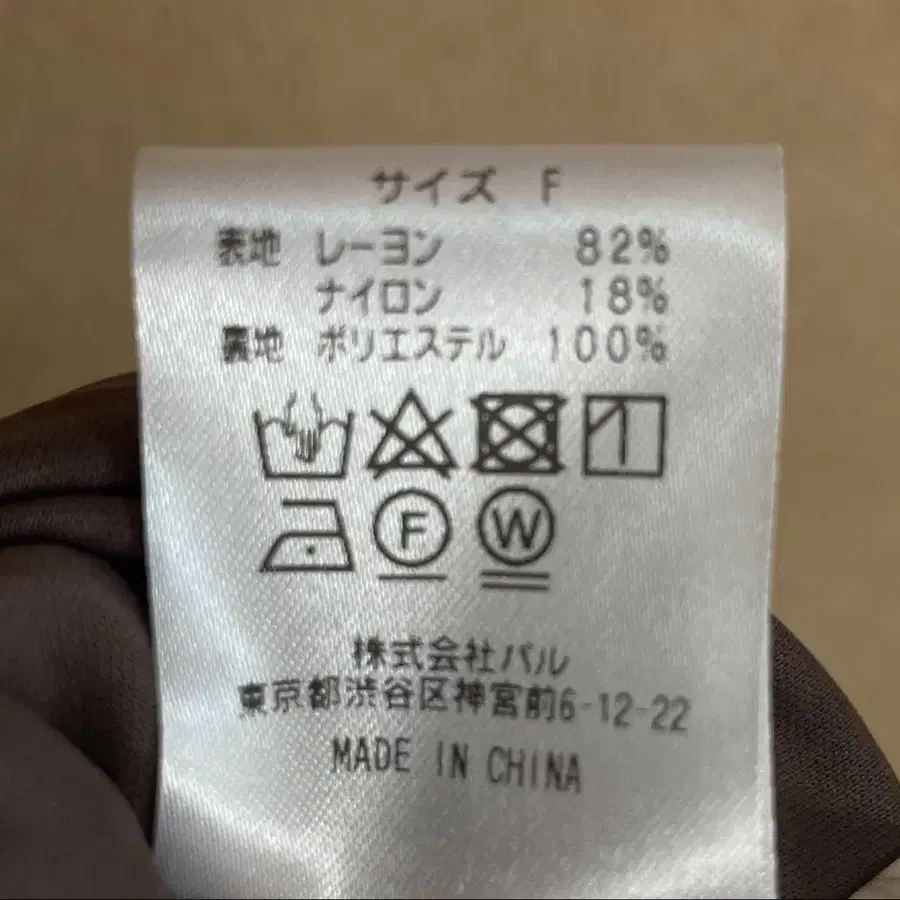 サイズ F
表地 レーヨン 82%
ナイロン 18%
裏地 ポリエステル 100%
F W
株式会社パル
東京都渋谷区神宮前6-12-22
MADE IN CHINA